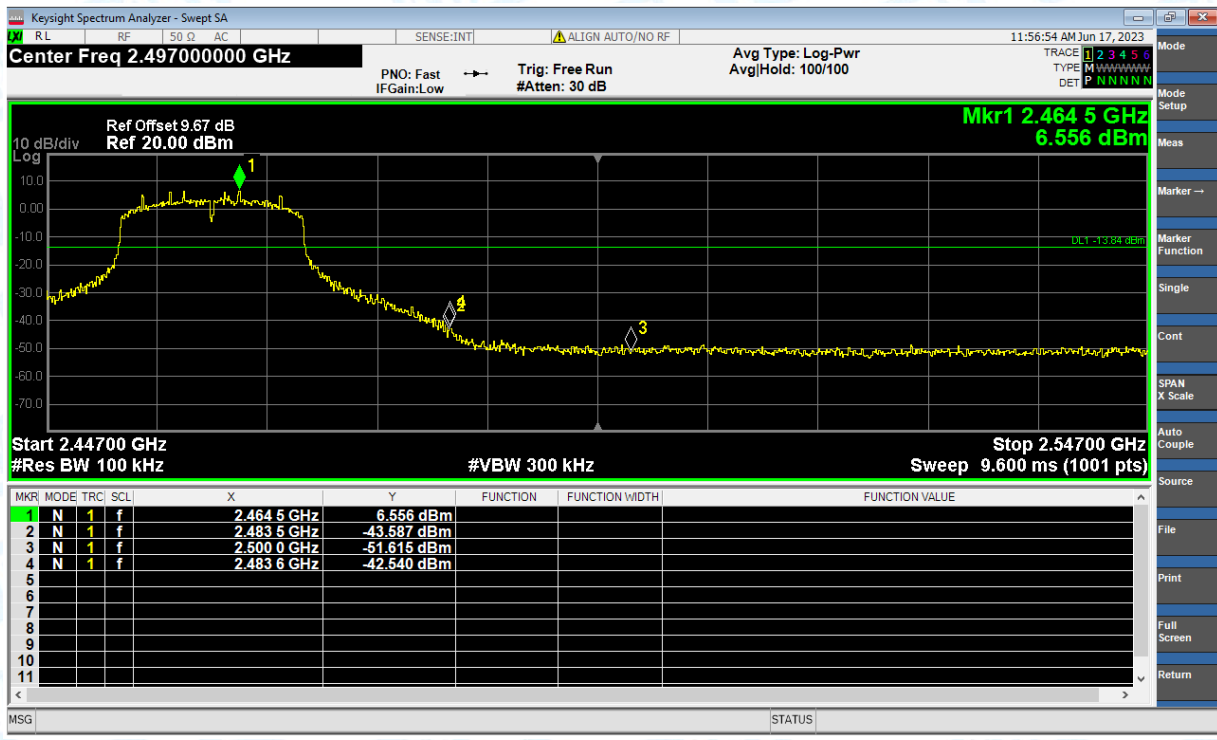 Keysight Spectrum Analyzer - Swept SA
LXI RL RF 50 Ω AC SENSE:INT ALIGN AUTO/NO RF 11:56:54 AM Jun 17, 2023
Center Freq 2.497000000 GHz
PNO: Fast
IFGain:Low
Trig: Free Run
#Atten: 30 dB
Avg Type: Log-Pwr
Avg|Hold: 100/100
TRACE 1 2 3 4 5 6
TYPE M WWWWW
DET P N N N N N
Mkr1 2.464 5 GHz
6.556 dBm
Ref Offset 9.67 dB
10 dB/div Ref 20.00 dBm
Log
1
10.0
0.00
-10.0
DL1 -13.84 dBm
-20.0
-30.0
4
2
3
-40.0
-50.0
-60.0
-70.0
Start 2.44700 GHz Stop 2.54700 GHz
#Res BW 100 kHz #VBW 300 kHz Sweep 9.600 ms (1001 pts)
MKR MODE TRC SCL X Y FUNCTION FUNCTION WIDTH FUNCTION VALUE
1 N 1 f 2.464 5 GHz 6.556 dBm
2 N 1 f 2.483 5 GHz -43.587 dBm
3 N 1 f 2.500 0 GHz -51.615 dBm
4 N 1 f 2.483 6 GHz -42.540 dBm
5
6
7
8
9
10
11
MSG STATUS
Mode
Mode
Setup
Meas
Marker →
Marker
Function
Single
Cont
SPAN
X Scale
Auto
Couple
Source
File
Print
Full
Screen
Return